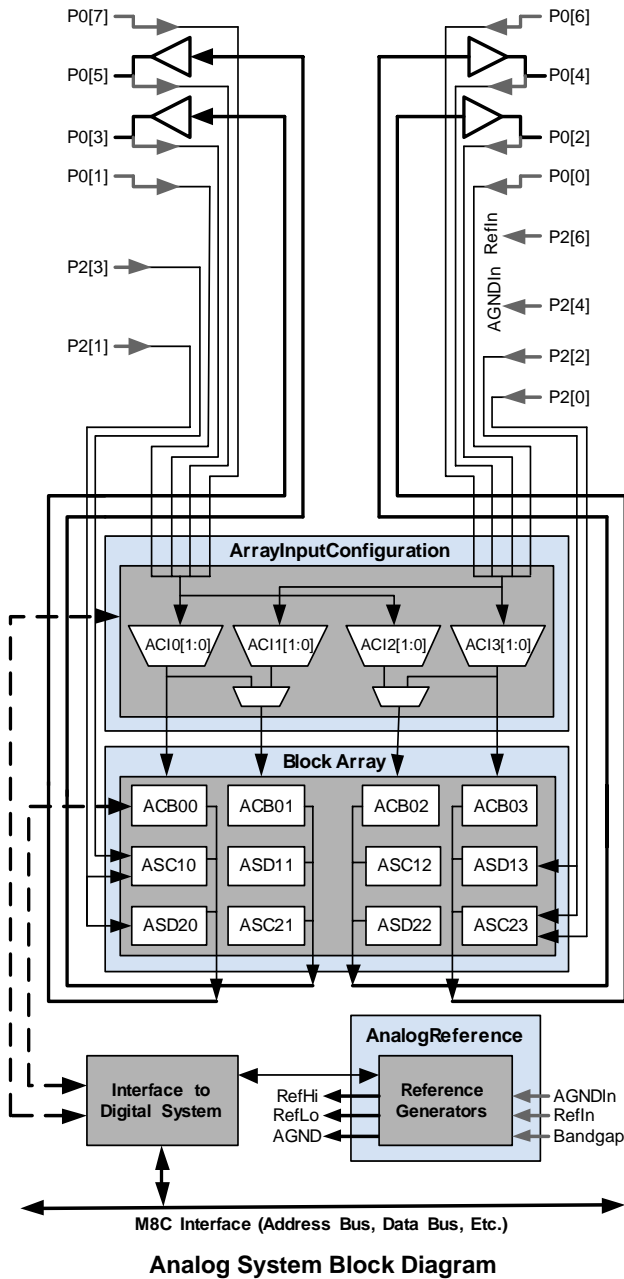 P0[7]
P0[6]
P0[5]
P0[4]
P0[3]
P0[2]
P0[1]
P0[0]
RefIn
P2[6]
P2[3]
AGNDIn
P2[4]
P2[1]
P2[2]
P2[0]
ArrayInputConfiguration
ACI0[1:0]
ACI1[1:0]
ACI2[1:0]
ACI3[1:0]
Block Array
ACB00
ACB01
ACB02
ACB03
ASC10
ASD11
ASC12
ASD13
ASD20
ASC21
ASD22
ASC23
AnalogReference
Interface to
Digital System
RefHi
RefLo
AGND
Reference
Generators
AGNDIn
RefIn
Bandgap
M8C Interface (Address Bus, Data Bus, Etc.)
Analog System Block Diagram